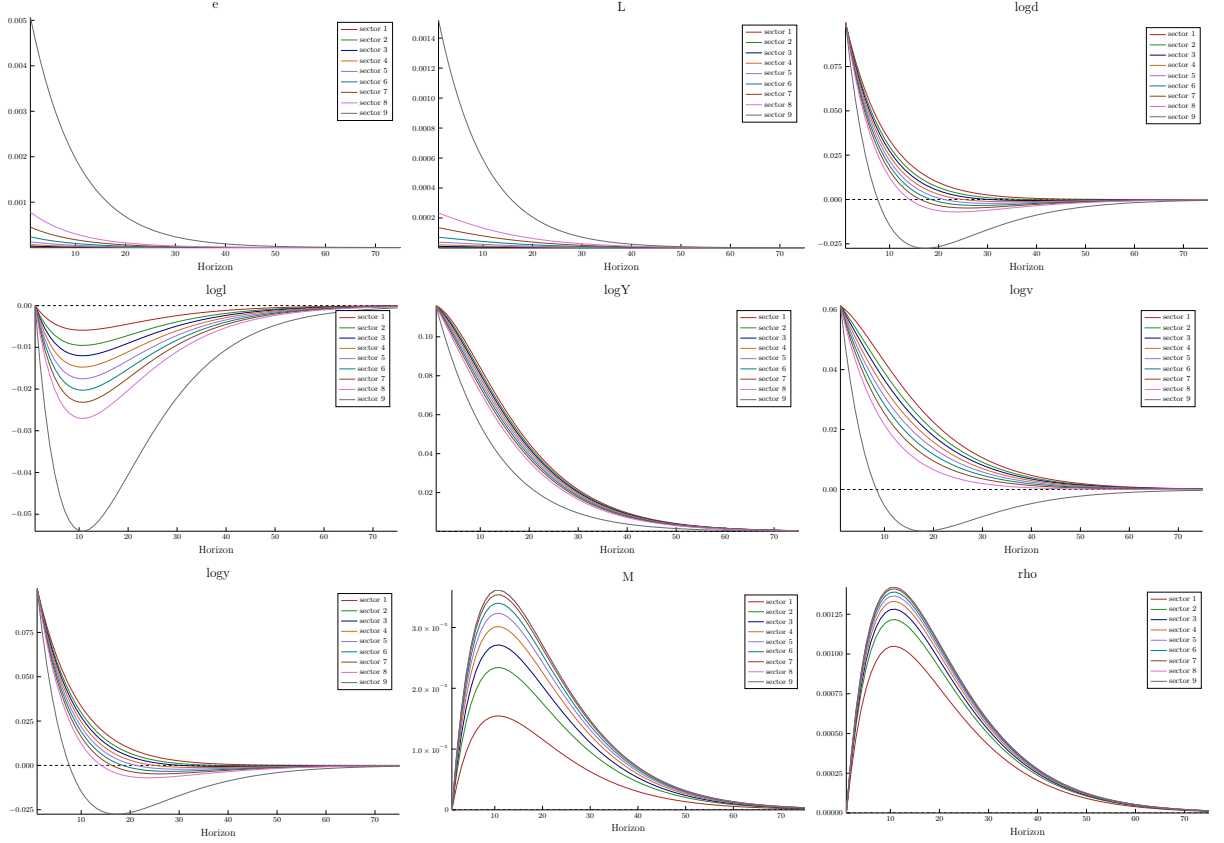 e
0.005
0.004
0.003
0.002
0.001
10 20 30 40 50 60 70
Horizon
sector 1
sector 2
sector 3
sector 4
sector 5
sector 6
sector 7
sector 8
sector 9
L
0.0014
0.0012
0.0010
0.0008
0.0006
0.0004
0.0002
10 20 30 40 50 60 70
Horizon
sector 1
sector 2
sector 3
sector 4
sector 5
sector 6
sector 7
sector 8
sector 9
logd
0.075
0.050
0.025
0.000
−0.025
10 20 30 40 50 60 70
Horizon
sector 1
sector 2
sector 3
sector 4
sector 5
sector 6
sector 7
sector 8
sector 9
logl
0.00
−0.01
−0.02
−0.03
−0.04
−0.05
10 20 30 40 50 60 70
Horizon
sector 1
sector 2
sector 3
sector 4
sector 5
sector 6
sector 7
sector 8
sector 9
logY
0.10
0.08
0.06
0.04
0.02
10 20 30 40 50 60 70
Horizon
sector 1
sector 2
sector 3
sector 4
sector 5
sector 6
sector 7
sector 8
sector 9
logv
0.06
0.04
0.02
0.00
10 20 30 40 50 60 70
Horizon
sector 1
sector 2
sector 3
sector 4
sector 5
sector 6
sector 7
sector 8
sector 9
logy
0.075
0.050
0.025
0.000
−0.025
10 20 30 40 50 60 70
Horizon
sector 1
sector 2
sector 3
sector 4
sector 5
sector 6
sector 7
sector 8
sector 9
M
3.0 × 10⁻⁵
2.0 × 10⁻⁵
1.0 × 10⁻⁵
0
10 20 30 40 50 60 70
Horizon
sector 1
sector 2
sector 3
sector 4
sector 5
sector 6
sector 7
sector 8
sector 9
rho
0.00125
0.00100
0.00075
0.00050
0.00025
0.00000
10 20 30 40 50 60 70
Horizon
sector 1
sector 2
sector 3
sector 4
sector 5
sector 6
sector 7
sector 8
sector 9